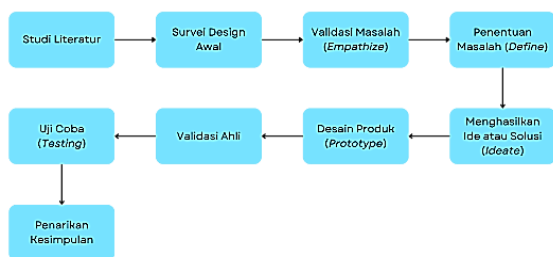 Studi Literatur
Survei Design
Awal
Validasi Masalah
(Empathize)
Penentuan
Masalah (Define)
Menghasilkan
Ide atau Solusi
(Ideate)
Desain Produk
(Prototype)
Validasi Ahli
Uji Coba
(Testing)
Penarikan
Kesimpulan